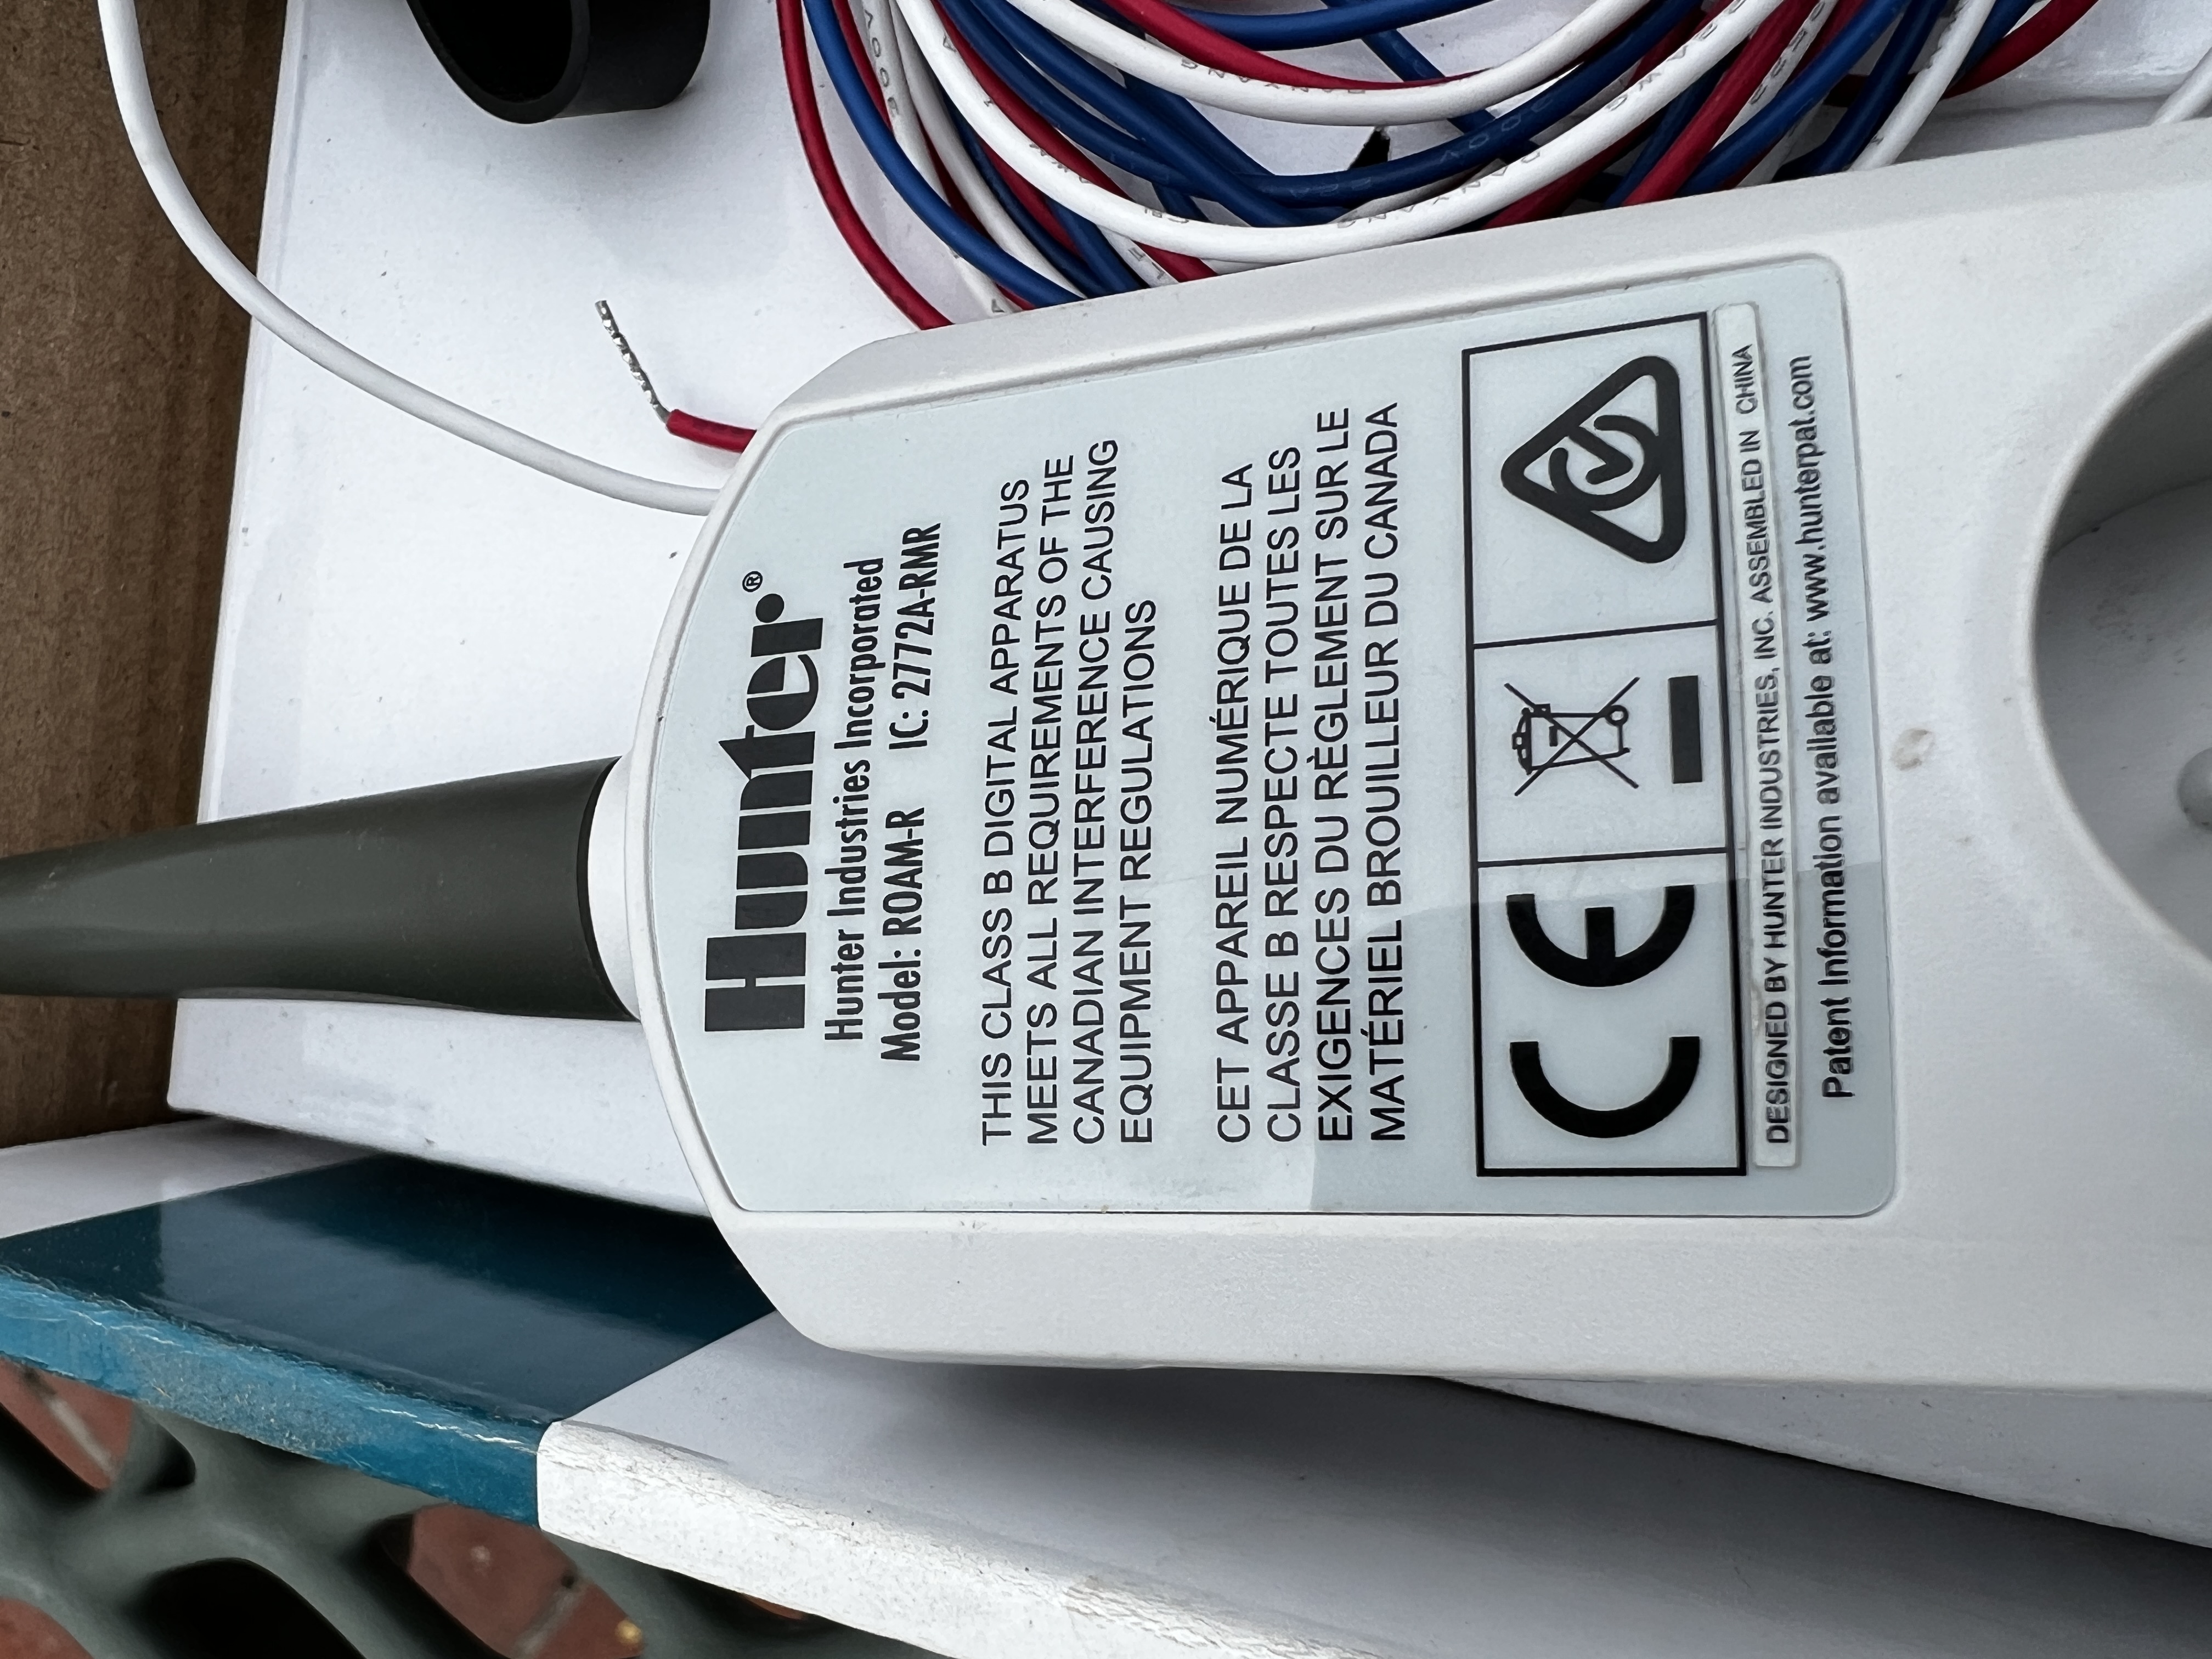 Hunter®
Hunter Industries Incorporated
Model: ROAM-R IC: 2772A-RMR
THIS CLASS B DIGITAL APPARATUS
MEETS ALL REQUIREMENTS OF THE
CANADIAN INTERFERENCE CAUSING
EQUIPMENT REGULATIONS
CET APPAREIL NUMÉRIQUE DE LA
CLASSE B RESPECTE TOUTES LES
EXIGENCES DU RÈGLEMENT SUR LE
MATÉRIEL BROUILLEUR DU CANADA
CE
DESIGNED BY HUNTER INDUSTRIES, INC. ASSEMBLED IN CHINA
Patent Information available at: www.hunterpat.com